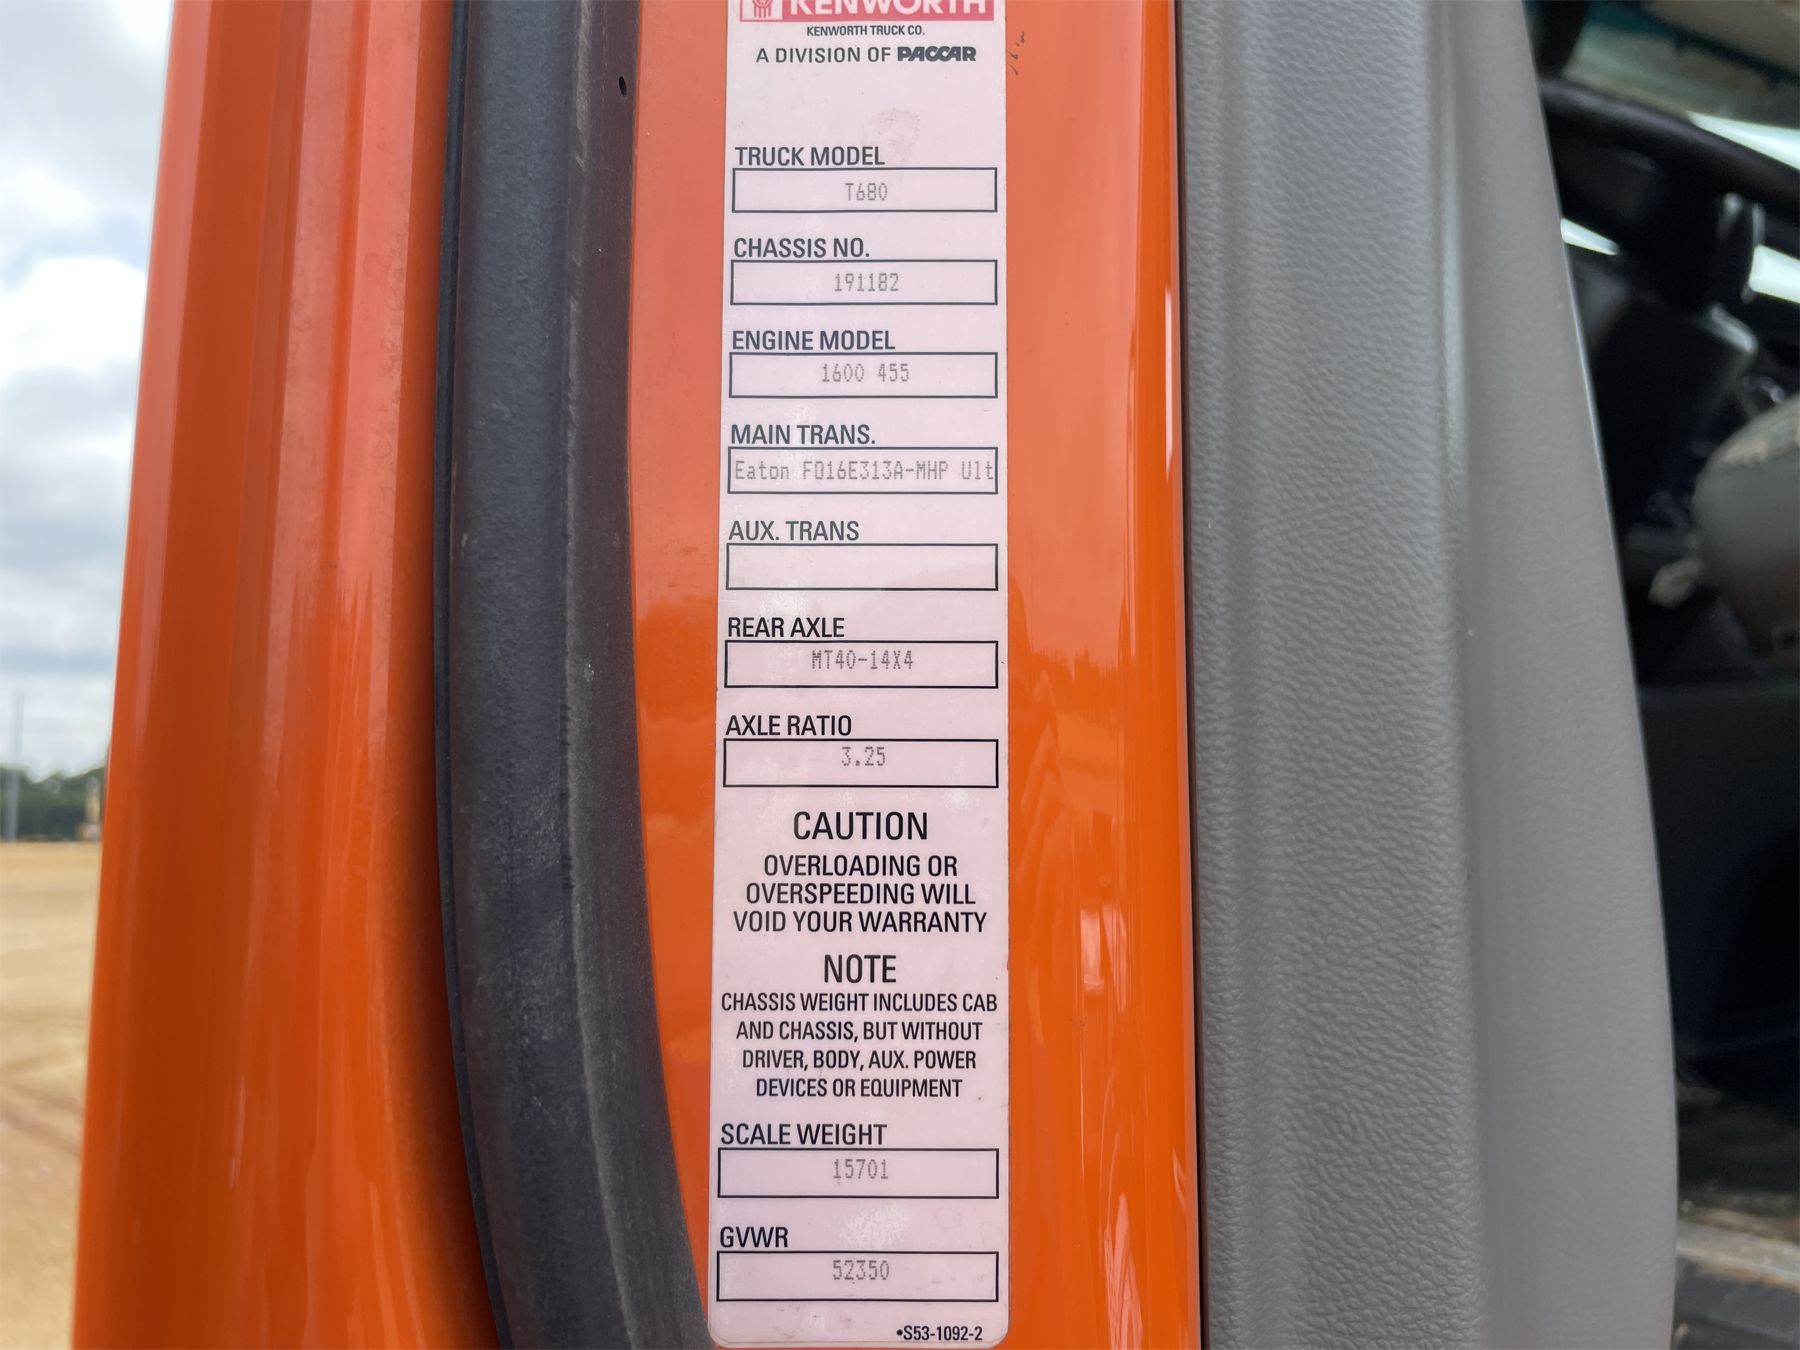 KENWORTH
KENWORTH TRUCK CO.
A DIVISION OF PACCAR
TRUCK MODEL
T680
CHASSIS NO.
191182
ENGINE MODEL
1600 455
MAIN TRANS.
Eaton FO16E313A-MHP Ult
AUX. TRANS
REAR AXLE
MT40-14X4
AXLE RATIO
3.25
CAUTION
OVERLOADING OR
OVERSPEEDING WILL
VOID YOUR WARRANTY
NOTE
CHASSIS WEIGHT INCLUDES CAB
AND CHASSIS, BUT WITHOUT
DRIVER, BODY, AUX. POWER
DEVICES OR EQUIPMENT
SCALE WEIGHT
15701
GVWR
52350
•S53-1092-2